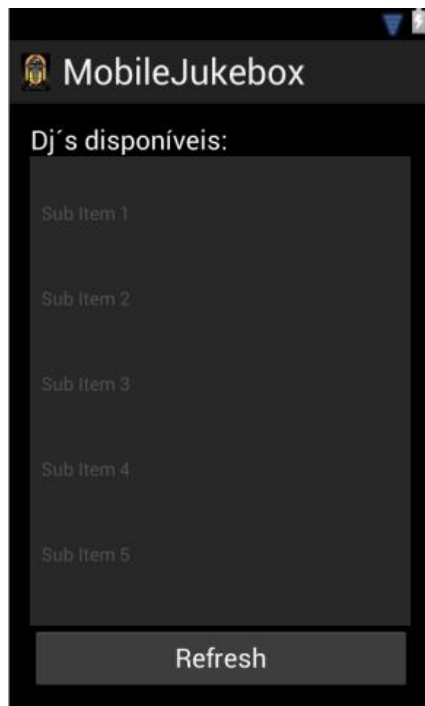 MobileJukebox
Dj´s disponíveis:
Sub Item 1
Sub Item 2
Sub Item 3
Sub Item 4
Sub Item 5
Refresh